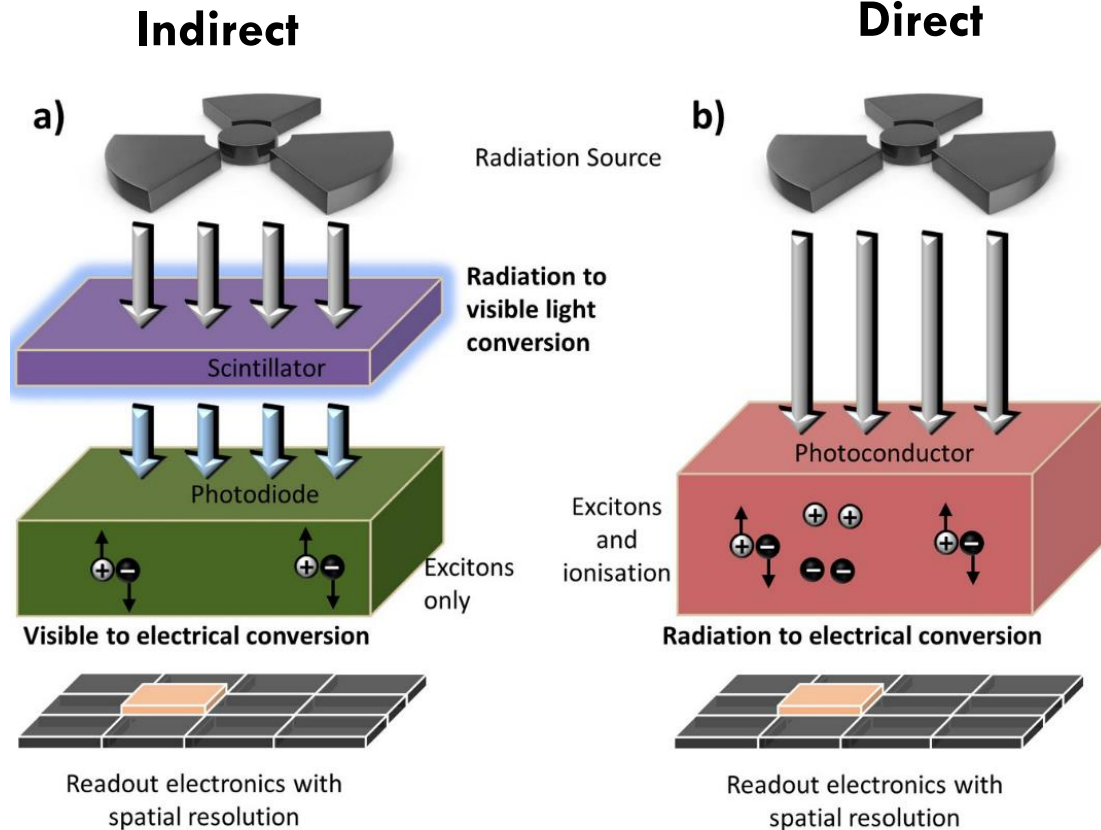 Indirect
Direct
a)
b)
Radiation Source
Radiation to
visible light
conversion
Scintillator
Photodiode
Excitons
only
Visible to electrical conversion
Photoconductor
Excitons
and
ionisation
Radiation to electrical conversion
Readout electronics with
spatial resolution
Readout electronics with
spatial resolution